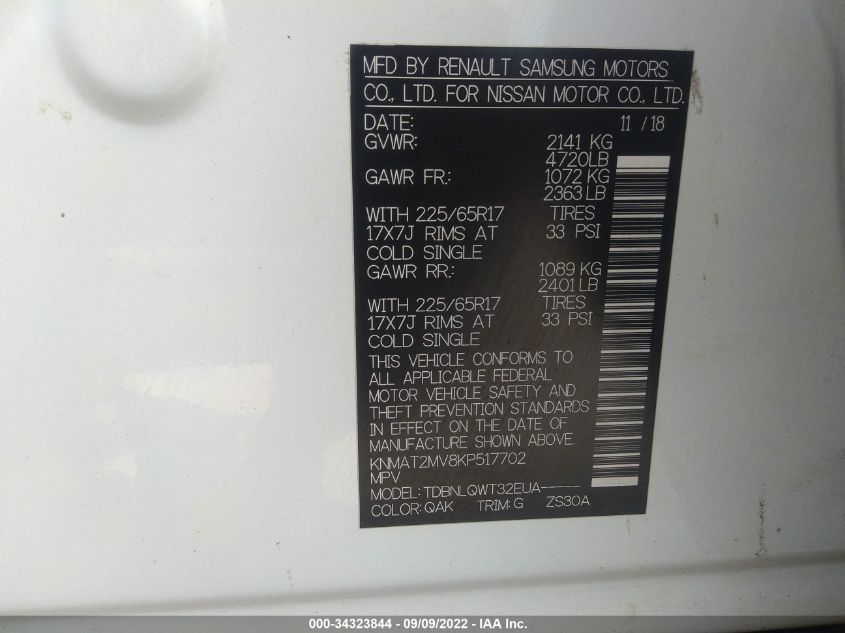 MFD BY RENAULT SAMSUNG MOTORS
CO., LTD. FOR NISSAN MOTOR CO., LTD.
DATE: 11 / 18
GVWR: 2141 KG
4720LB
GAWR FR.: 1072 KG
2363 LB
WITH 225/65R17 TIRES
17X7J RIMS AT 33 PSI
COLD SINGLE
GAWR RR.: 1089 KG
2401 LB
WITH 225/65R17 TIRES
17X7J RIMS AT 33 PSI
COLD SINGLE
THIS VEHICLE CONFORMS TO
ALL APPLICABLE FEDERAL
MOTOR VEHICLE SAFETY AND
THEFT PREVENTION STANDARDS
IN EFFECT ON THE DATE OF
MANUFACTURE SHOWN ABOVE.
KNMAT2MV8KP517702
MPV
MODEL: TDBNLQWT32EUA-----
COLOR: QAK TRIM: G ZS30A
000-34323844 - 09/09/2022 - IAA Inc.